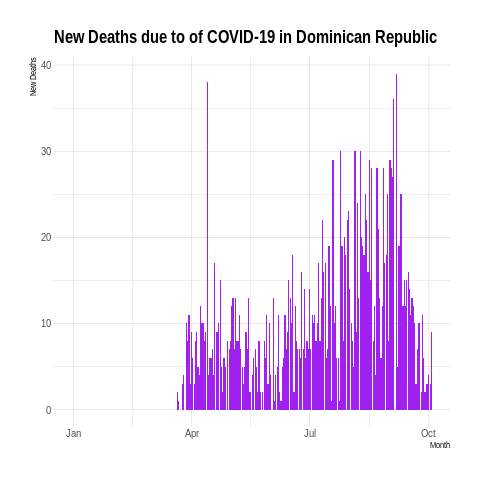 New Deaths due to of COVID-19 in Dominican Republic
New Deaths
40
30
20
10
0
Jan Apr Jul Oct
Month